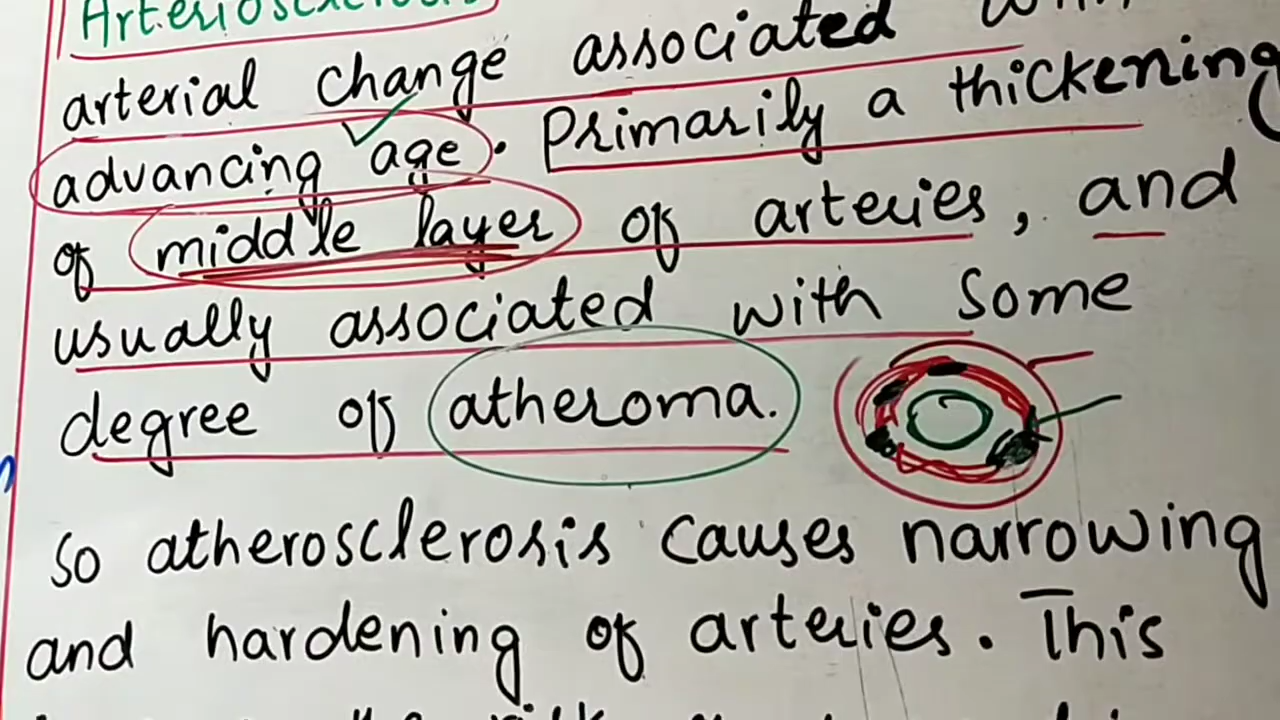 Arteriosclerosis
arterial change associated with
advancing age. Primarily a thickening
of middle layer of arteries, and
usually associated with some
degree of atheroma.
So atherosclerosis causes narrowing
and hardening of arteries. This